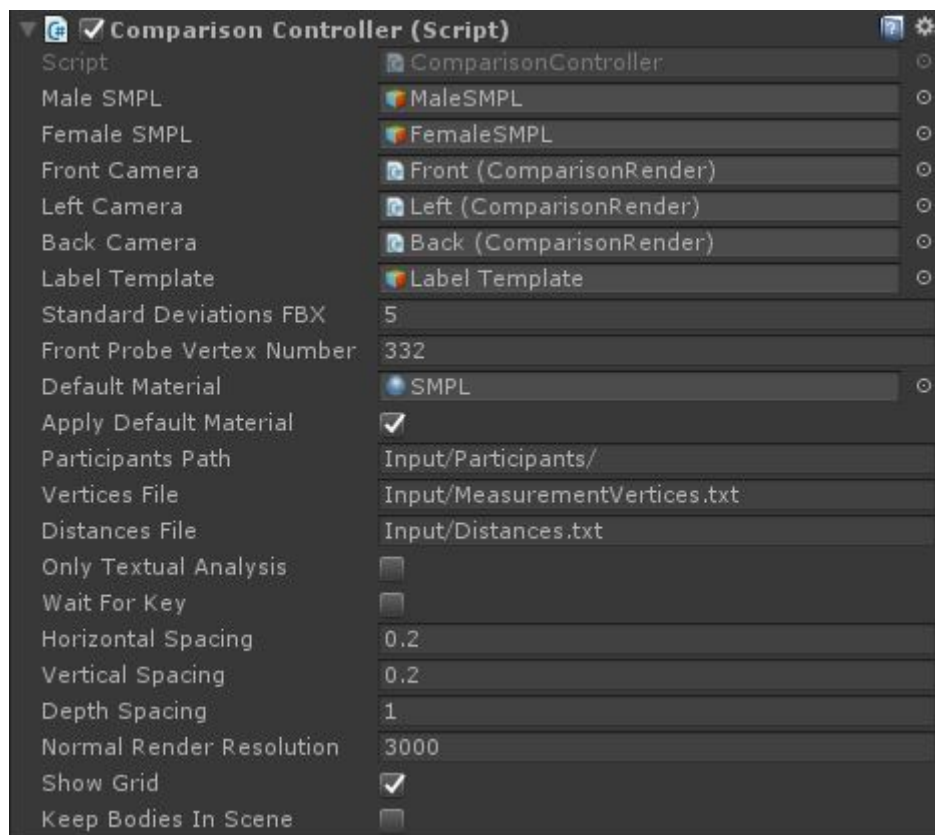 Comparison Controller (Script)
Script ComparisonController
Male SMPL MaleSMPL
Female SMPL FemaleSMPL
Front Camera Front (ComparisonRender)
Left Camera Left (ComparisonRender)
Back Camera Back (ComparisonRender)
Label Template Label Template
Standard Deviations FBX 5
Front Probe Vertex Number 332
Default Material SMPL
Apply Default Material
Participants Path Input/Participants/
Vertices File Input/MeasurementVertices.txt
Distances File Input/Distances.txt
Only Textual Analysis
Wait For Key
Horizontal Spacing 0.2
Vertical Spacing 0.2
Depth Spacing 1
Normal Render Resolution 3000
Show Grid
Keep Bodies In Scene